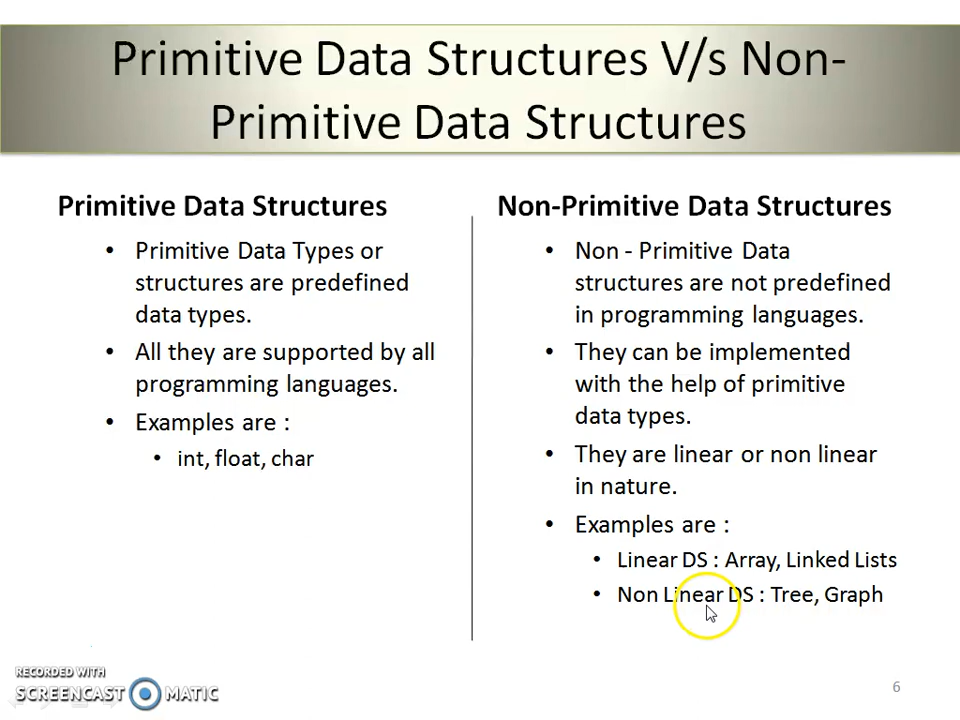 Primitive Data Structures V/s Non-
Primitive Data Structures
Primitive Data Structures
• Primitive Data Types or
structures are predefined
data types.
• All they are supported by all
programming languages.
• Examples are :
• int, float, char
Non-Primitive Data Structures
• Non - Primitive Data
structures are not predefined
in programming languages.
• They can be implemented
with the help of primitive
data types.
• They are linear or non linear
in nature.
• Examples are :
• Linear DS : Array, Linked Lists
• Non Linear DS : Tree, Graph
RECORDED WITH
SCREENCAST MATIC
6